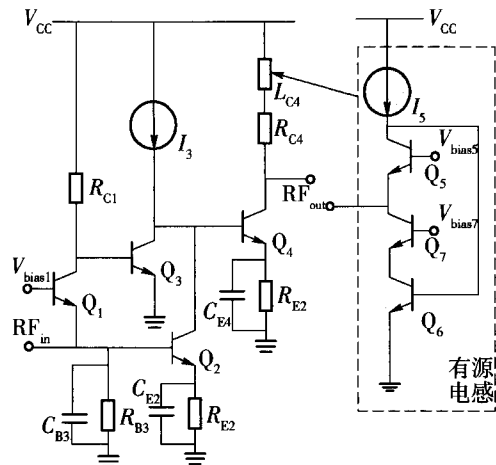 V_CC
V_CC
L_C4
I_5
I_3
R_C4
V_bias5
Q_5
R_C1
RF_out
V_bias7
Q_7
Q_4
V_bias1
Q_3
Q_1
C_E4
R_E2
Q_6
RF_in
Q_2
有源
电感
C_B3
R_B3
C_E2
R_E2